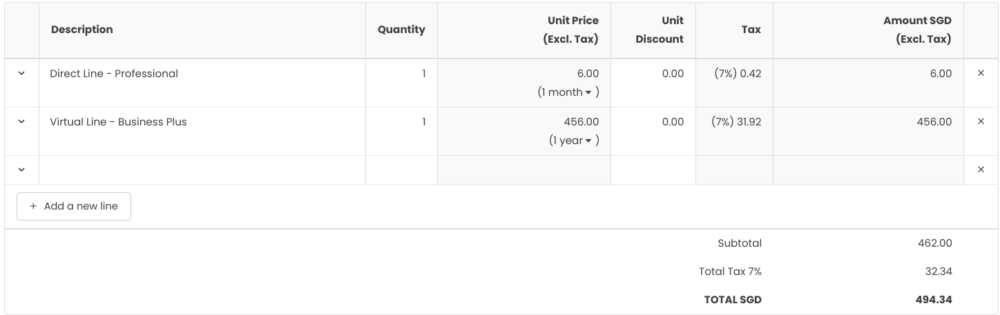 Description Quantity Unit Price (Excl. Tax) Unit Discount Tax Amount SGD (Excl. Tax)
Direct Line - Professional 1 6.00 0.00 (7%) 0.42 6.00
(1 month )
Virtual Line - Business Plus 1 456.00 0.00 (7%) 31.92 456.00
(1 year )
+ Add a new line
Subtotal 462.00
Total Tax 7% 32.34
TOTAL SGD 494.34